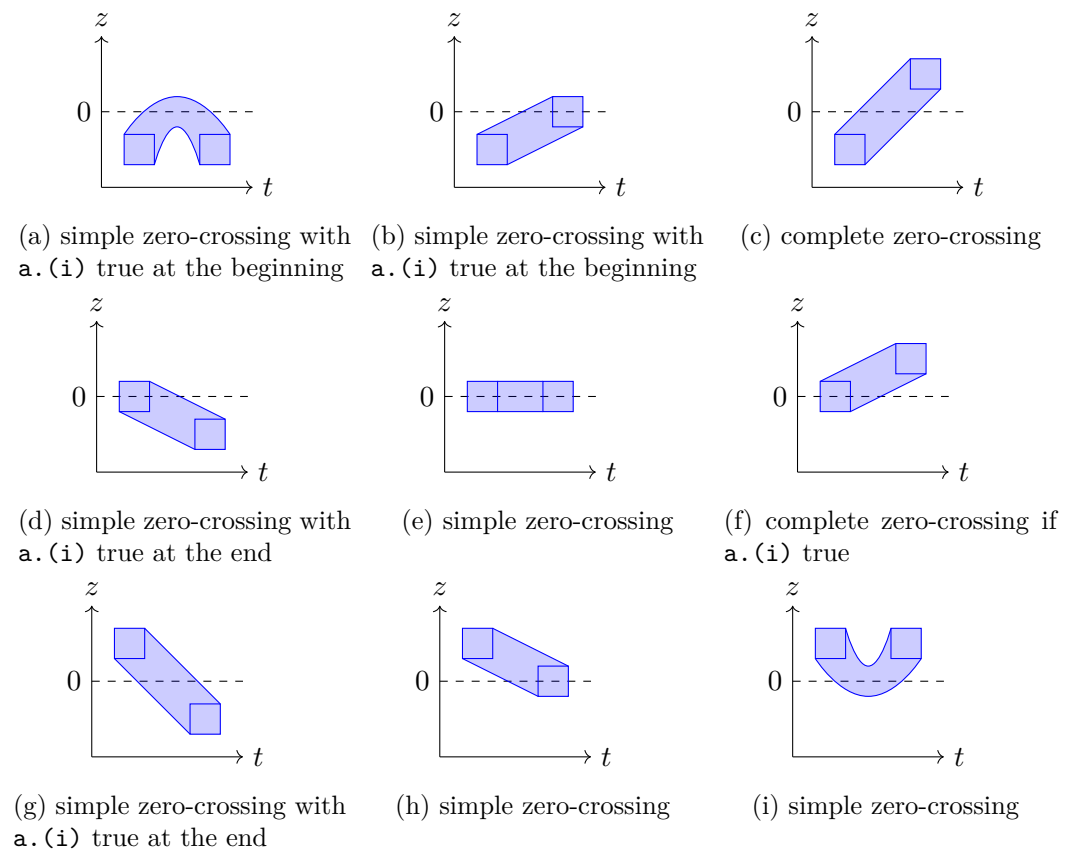 z
0
t
(a) simple zero-crossing with
a.(i) true at the beginning
z
0
t
(b) simple zero-crossing with
a.(i) true at the beginning
z
0
t
(c) complete zero-crossing
z
0
t
(d) simple zero-crossing with
a.(i) true at the end
z
0
t
(e) simple zero-crossing
z
0
t
(f) complete zero-crossing if
a.(i) true
z
0
t
(g) simple zero-crossing with
a.(i) true at the end
z
0
t
(h) simple zero-crossing
z
0
t
(i) simple zero-crossing